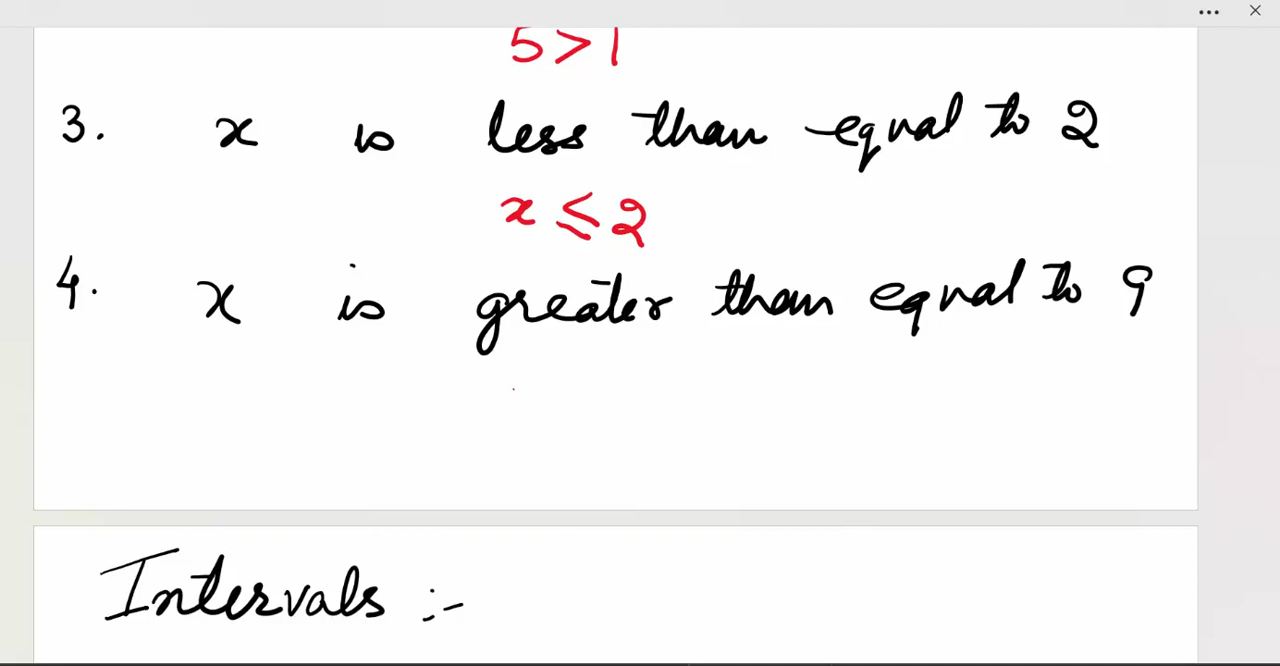 5 > 1
3. x is less than equal to 2
x ≤ 2
4. x is greater than equal to 9
Intervals :-